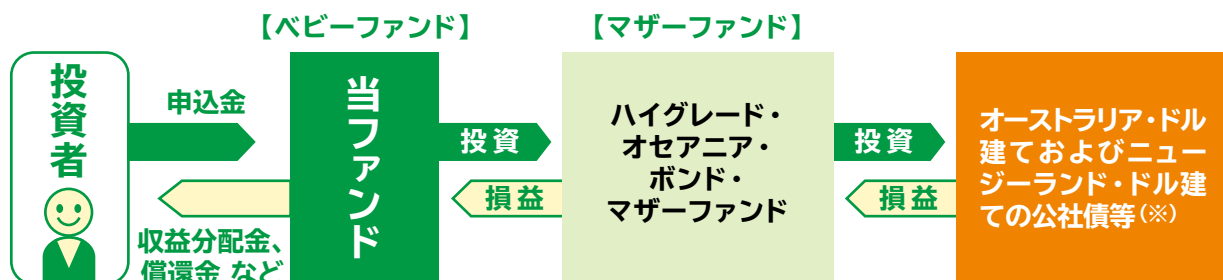 【ベビーファンド】
【マザーファンド】
投資者
申込金
収益分配金、
償還金 など
当ファンド
投資
損益
ハイグレード・
オセアニア・
ボンド・
マザーファンド
投資
損益
オーストラリア・ドル
建ておよびニュー
ジーランド・ドル建
ての公社債等(※)